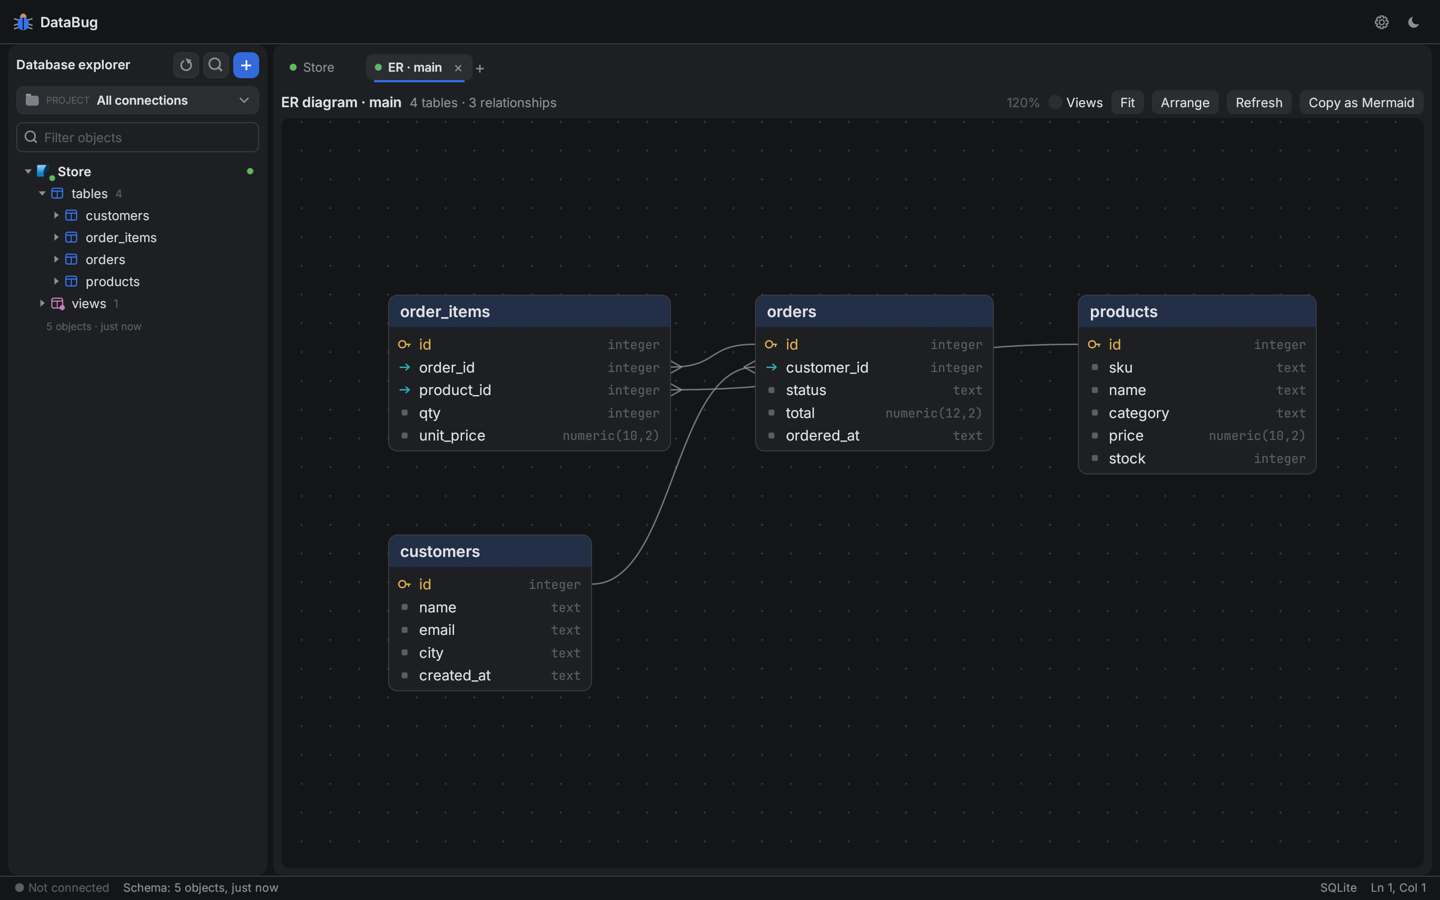 DataBug
Database explorer
PROJECT All connections
Filter objects
Store
tables 4
customers
order_items
orders
products
views 1
5 objects · just now
Store
ER · main
ER diagram · main 4 tables · 3 relationships
120% Views Fit Arrange Refresh Copy as Mermaid
order_items
id integer
order_id integer
product_id integer
qty integer
unit_price numeric(10,2)
orders
id integer
customer_id integer
status text
total numeric(12,2)
ordered_at text
products
id integer
sku text
name text
category text
price numeric(10,2)
stock integer
customers
id integer
name text
email text
city text
created_at text
Not connected Schema: 5 objects, just now
SQLite Ln 1, Col 1